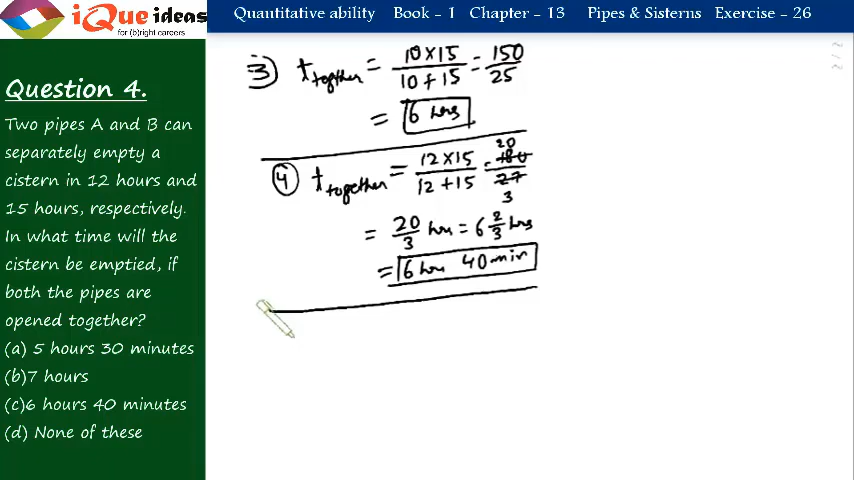 iQue ideas
for (b)right careers
Quantitative ability Book - 1 Chapter - 13 Pipes & Sisterns Exercise - 26
Question 4.
Two pipes A and B can
separately empty a
cistern in 12 hours and
15 hours, respectively.
In what time will the
cistern be emptied, if
both the pipes are
opened together?
(a) 5 hours 30 minutes
(b)7 hours
(c)6 hours 40 minutes
(d) None of these
3) t together = 10×15 / 10+15 = 150 / 25
= 6 hrs
4 t together = 12×15 / 12+15 = 180 20 / 27 3
= 20/3 hrs = 6 2/3 hrs
= 6 hrs 40 min
2/2